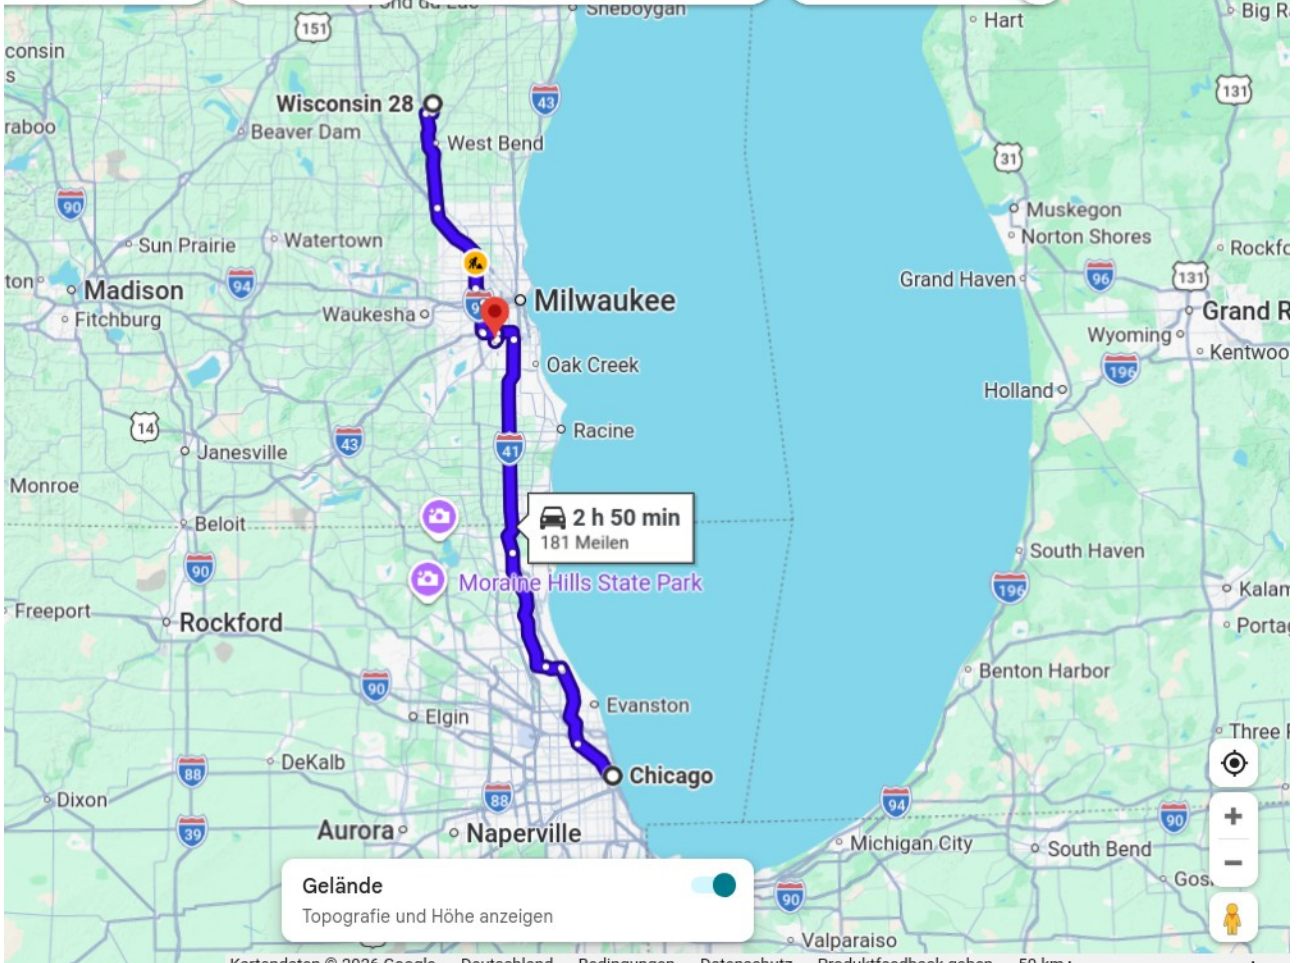 Sheboygan
Hart
151
consin
s
43
131
Wisconsin 28
raboo
Beaver Dam
West Bend
31
90
Muskegon
Norton Shores
Sun Prairie
Watertown
Rockfo
ton
94
Grand Haven
96
131
Madison
Milwaukee
Grand R
Fitchburg
Waukesha
Wyoming
Kentwoo
Oak Creek
196
Holland
14
43
Racine
Janesville
41
Monroe
Beloit
2 h 50 min
181 Meilen
South Haven
90
Moraine Hills State Park
196
Kalam
Freeport
Rockford
Portag
Benton Harbor
90
Evanston
Elgin
Three R
DeKalb
88
Chicago
88
94
Dixon
90
39
Aurora
Naperville
Michigan City
South Bend
Gelände
Gos
90
Topografie und Höhe anzeigen
Valparaiso